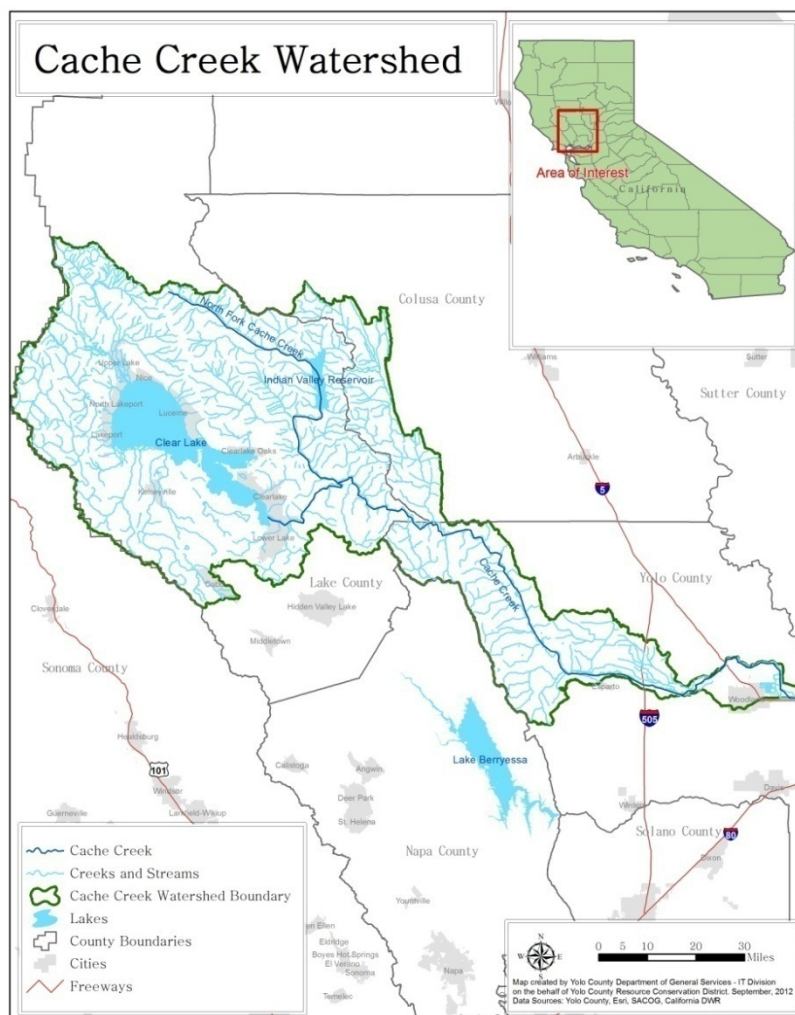 Cache Creek Watershed
Area of Interest
California
Colusa County
North Fork Cache Creek
Indian Valley Reservoir
Upper Lake
Nice
North Lakeport
Lucerne
Lakeport
Clear Lake
Clearlake Oaks
Kelseyville
Clearlake
Lower Lake
Williams
Sutter
Sutter County
Arbuckle
5
Lake County
Hidden Valley Lake
Middletown
Cache Creek
Yolo County
Cloverdale
Sonoma County
Esparto
505
Healdsburg
101
Windsor
Larkfield-Wikiup
Guerneville
Calistoga
Angwin
Deer Park
St. Helena
Lake Berryessa
Davis
Solano County
80
Dixon
Napa County
Yountville
Eldridge
Boyes Hot Springs
El Verano
Sonoma
Temelec
Napa
Cache Creek
Creeks and Streams
Cache Creek Watershed Boundary
Lakes
County Boundaries
Cities
Freeways
N
W E
S
0 5 10 20 30
Miles
Map created by Yolo County Department of General Services - IT Division
on the behalf of Yolo County Resource Conservation District. September, 2012
Data Sources: Yolo County, Esri, SACOG, California DWR